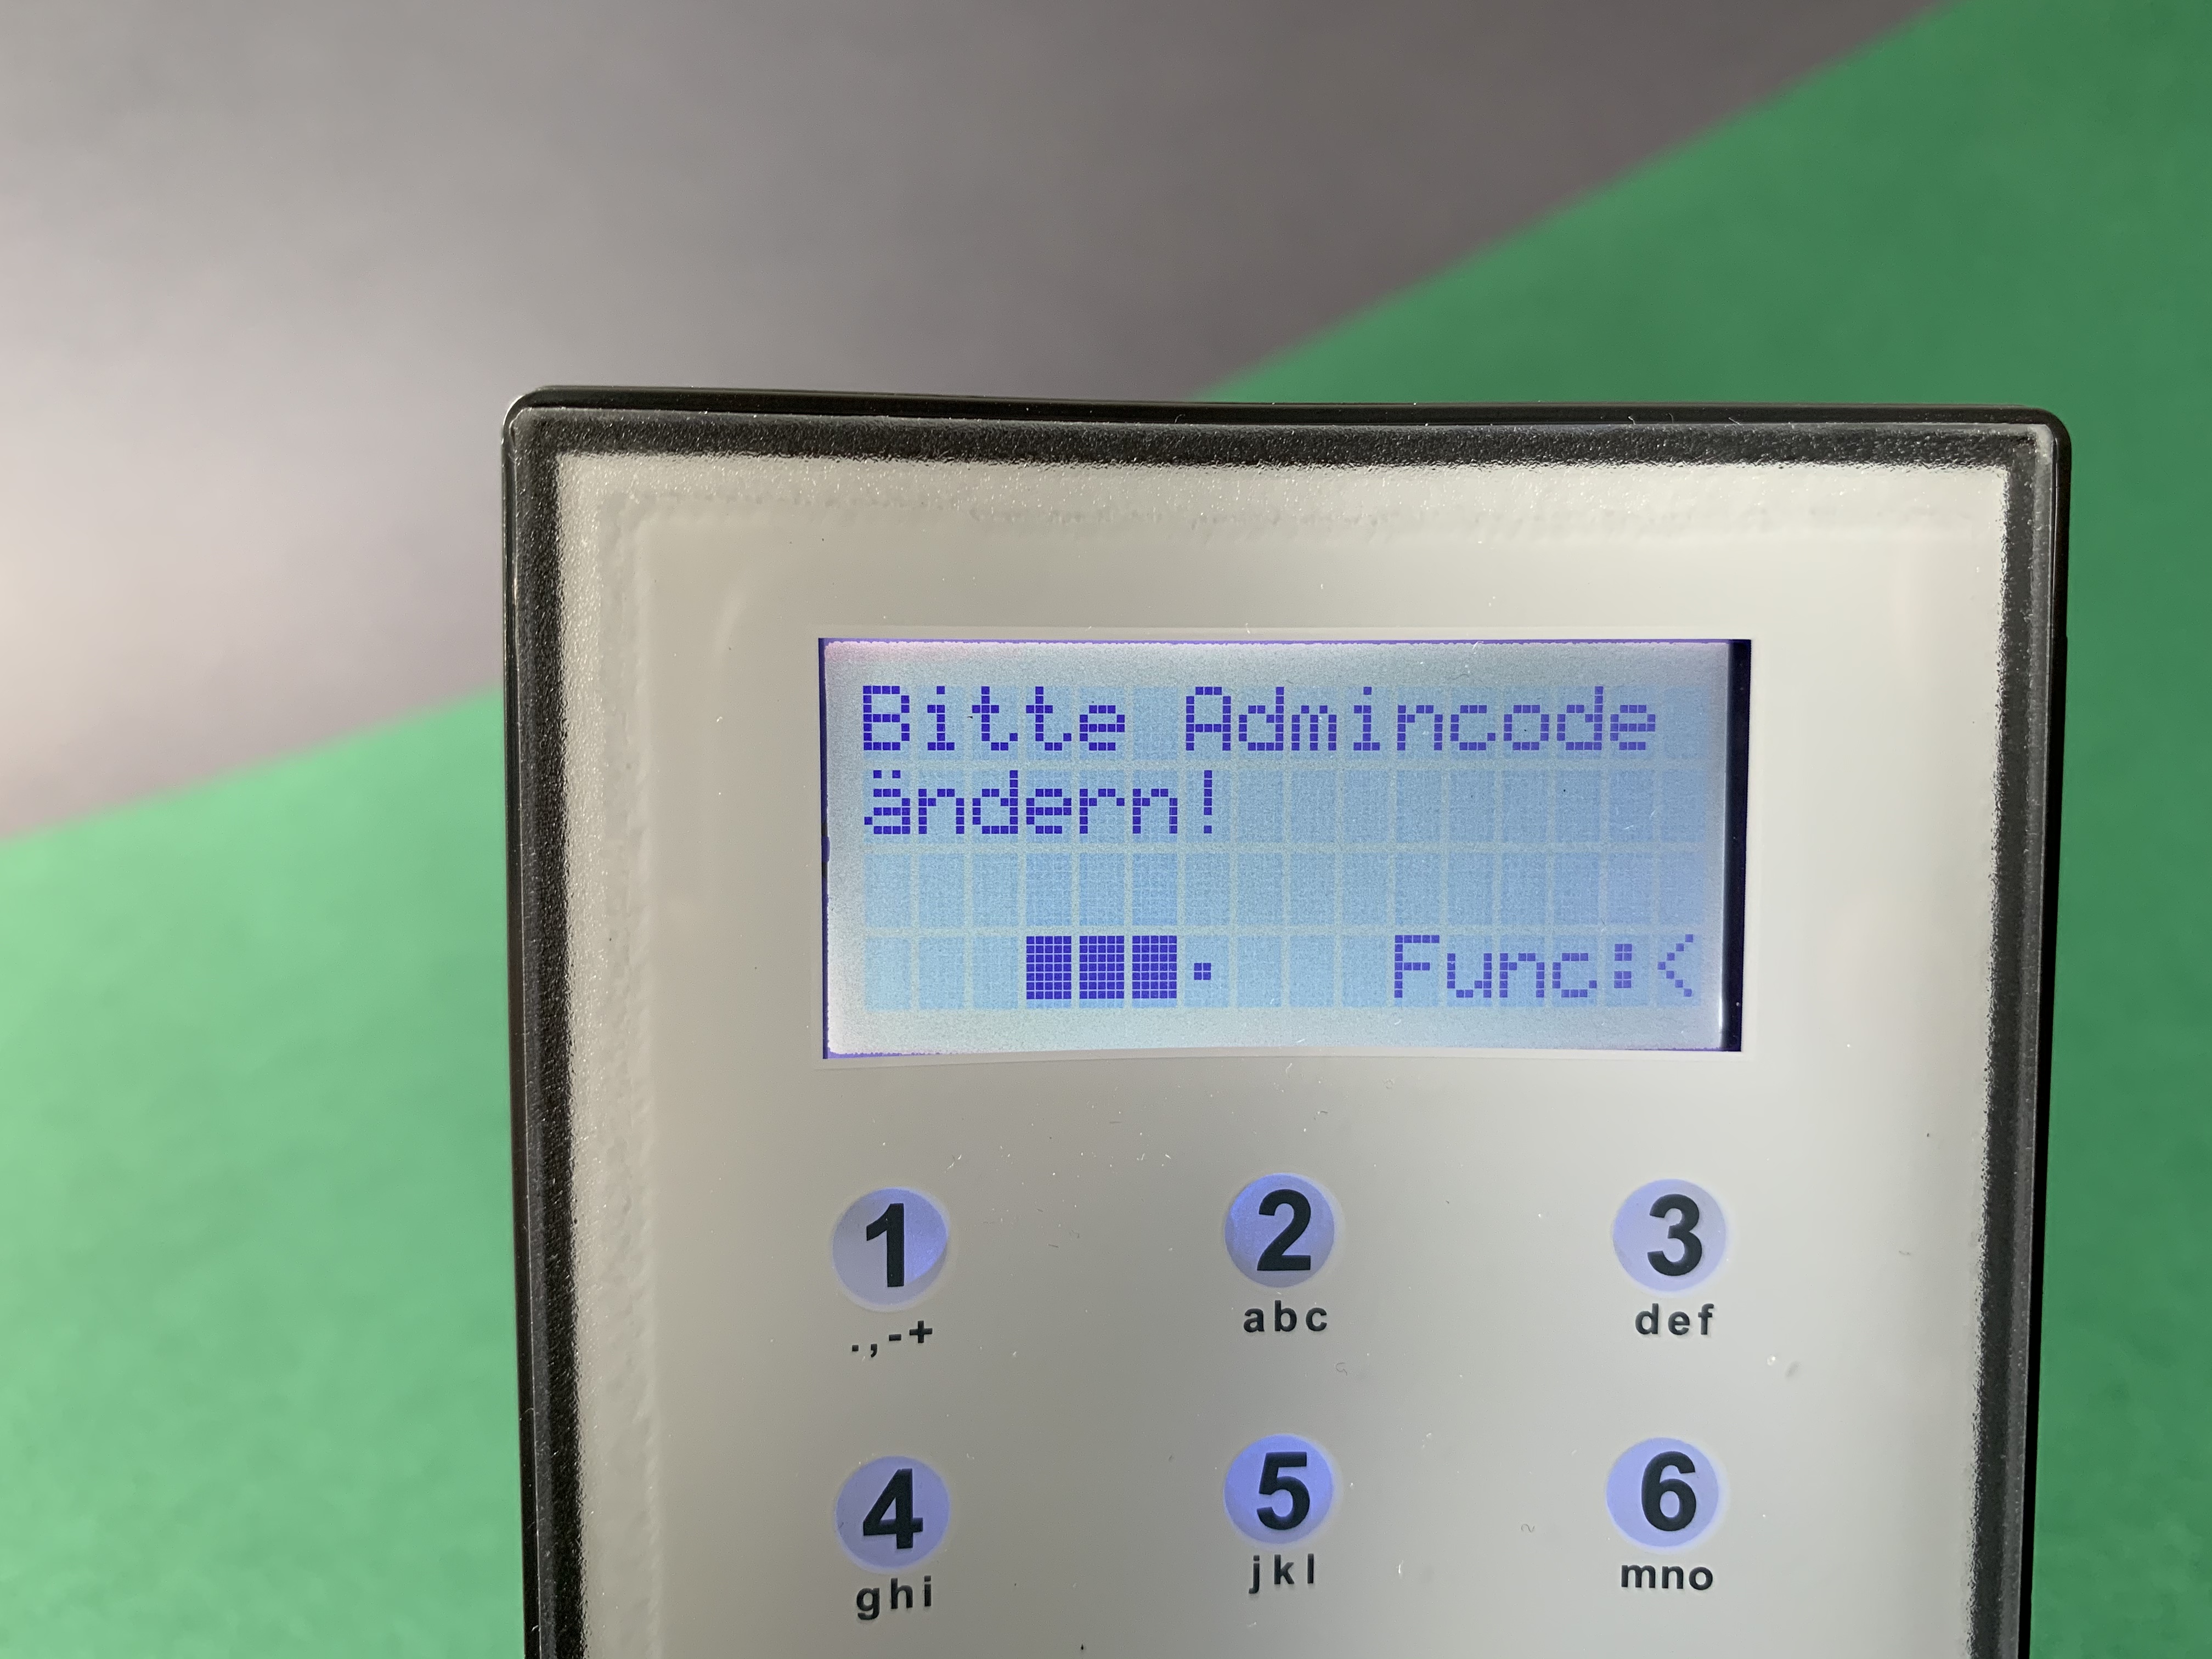 Bitte Admincode
ändern!
■■■· Func:<
1 2 3
.,-+ abc def
4 5 6
ghi jkl mno